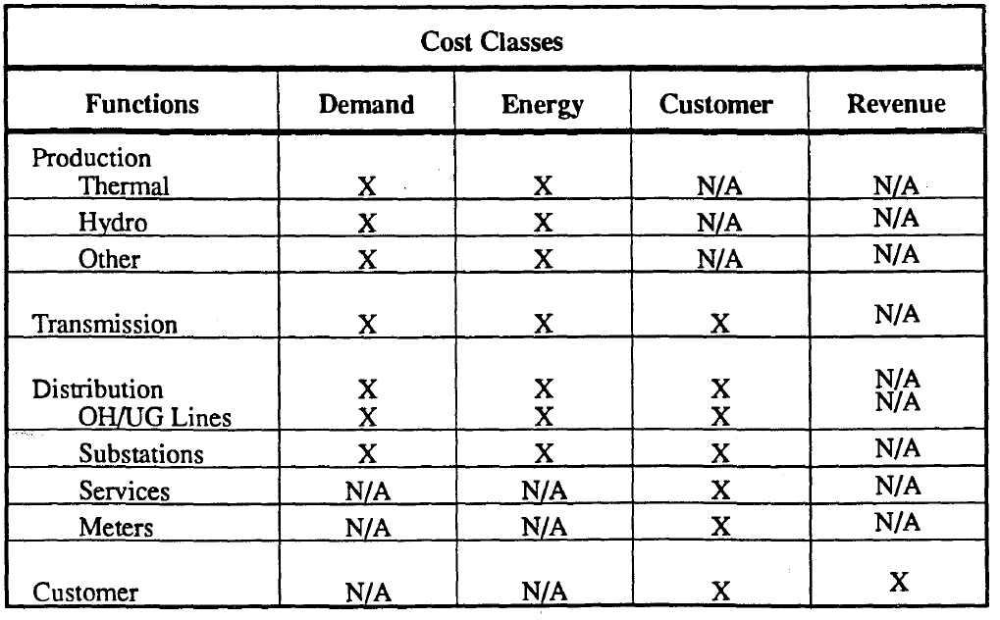 Cost Classes
Functions Demand Energy Customer Revenue
Production
Thermal X X N/A N/A
Hydro X X N/A N/A
Other X X N/A N/A
Transmission X X X N/A
Distribution X X X N/A
OH/UG Lines X X X N/A
Substations X X X N/A
Services N/A N/A X N/A
Meters N/A N/A X N/A
Customer N/A N/A X X